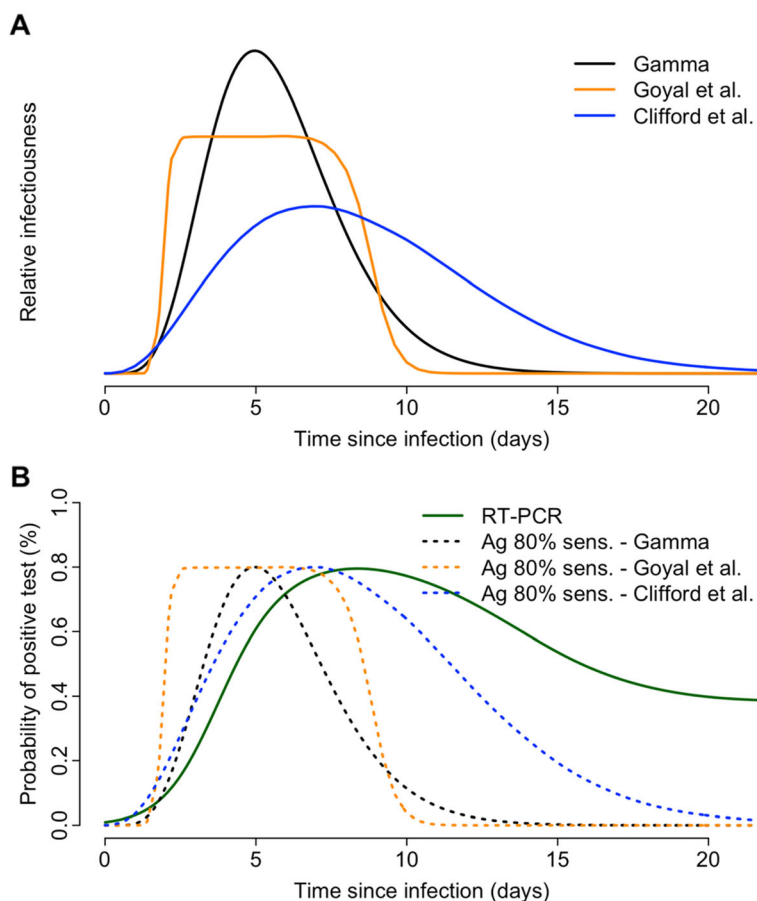 A
Relative infectiousness
Gamma
Goyal et al.
Clifford et al.
0 5 10 15 20
Time since infection (days)
B
Probability of positive test (%)
1.0
0.8
0.6
0.4
0.2
0.0
RT-PCR
Ag 80% sens. - Gamma
Ag 80% sens. - Goyal et al.
Ag 80% sens. - Clifford et al.
0 5 10 15 20
Time since infection (days)